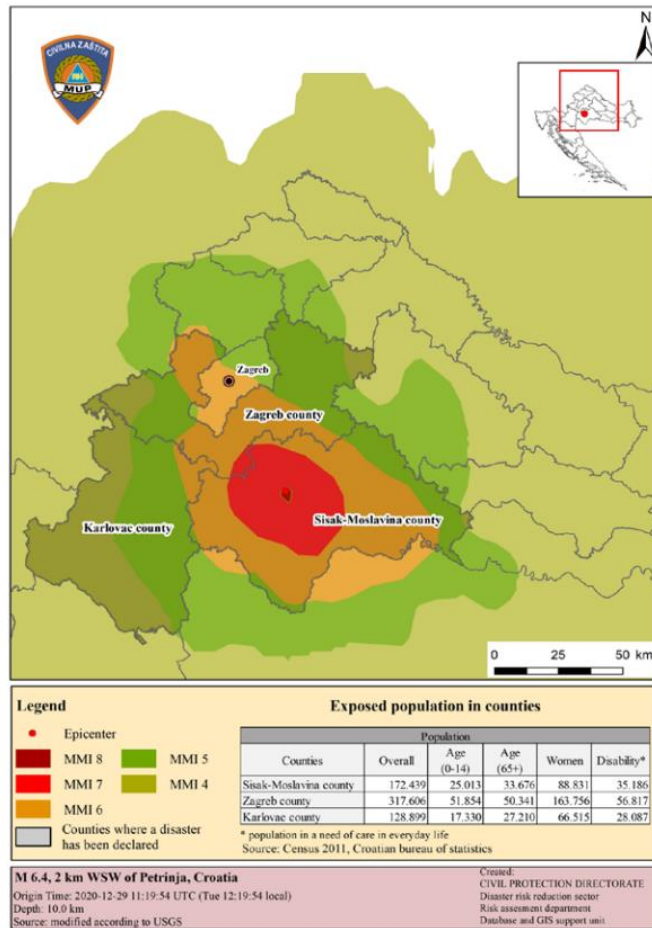 CIVILNA ZAŠTITA
MUP
N
Zagreb
Zagreb county
Karlovac county
Sisak-Moslavina county
0 25 50 km
Legend
Epicenter
MMI 8
MMI 5
MMI 7
MMI 4
MMI 6
Counties where a disaster
has been declared
Exposed population in counties
Population
Counties Overall Age (0-14) Age (65+) Women Disability*
Sisak-Moslavina county 172.439 25.013 33.676 88.831 35.186
Zagreb county 317.606 51.854 50.341 163.756 56.817
Karlovac county 128.899 17.330 27.210 66.515 28.087
* population in a need of care in everyday life
Source: Census 2011, Croatian bureau of statistics
M 6.4, 2 km WSW of Petrinja, Croatia
Origin Time: 2020-12-29 11:19:54 UTC (Tue 12:19:54 local)
Depth: 10.0 km
Source: modified according to USGS
Created:
CIVIL PROTECTION DIRECTORATE
Disaster risk reduction sector
Risk assesment department
Database and GIS support unit